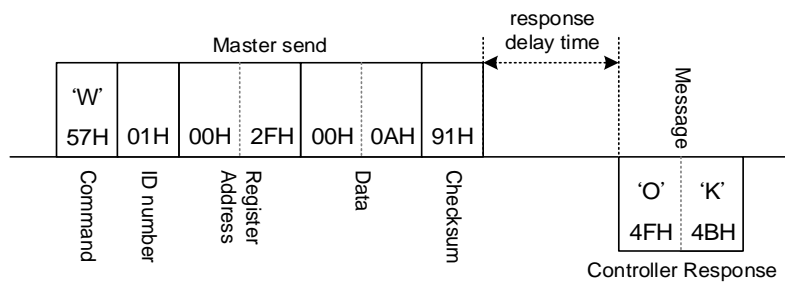 response
delay time
Master send
Message
'W'
57H 01H 00H 2FH 00H 0AH 91H
Command
ID number
Register
Address
Data
Checksum
'O' 'K'
4FH 4BH
Controller Response